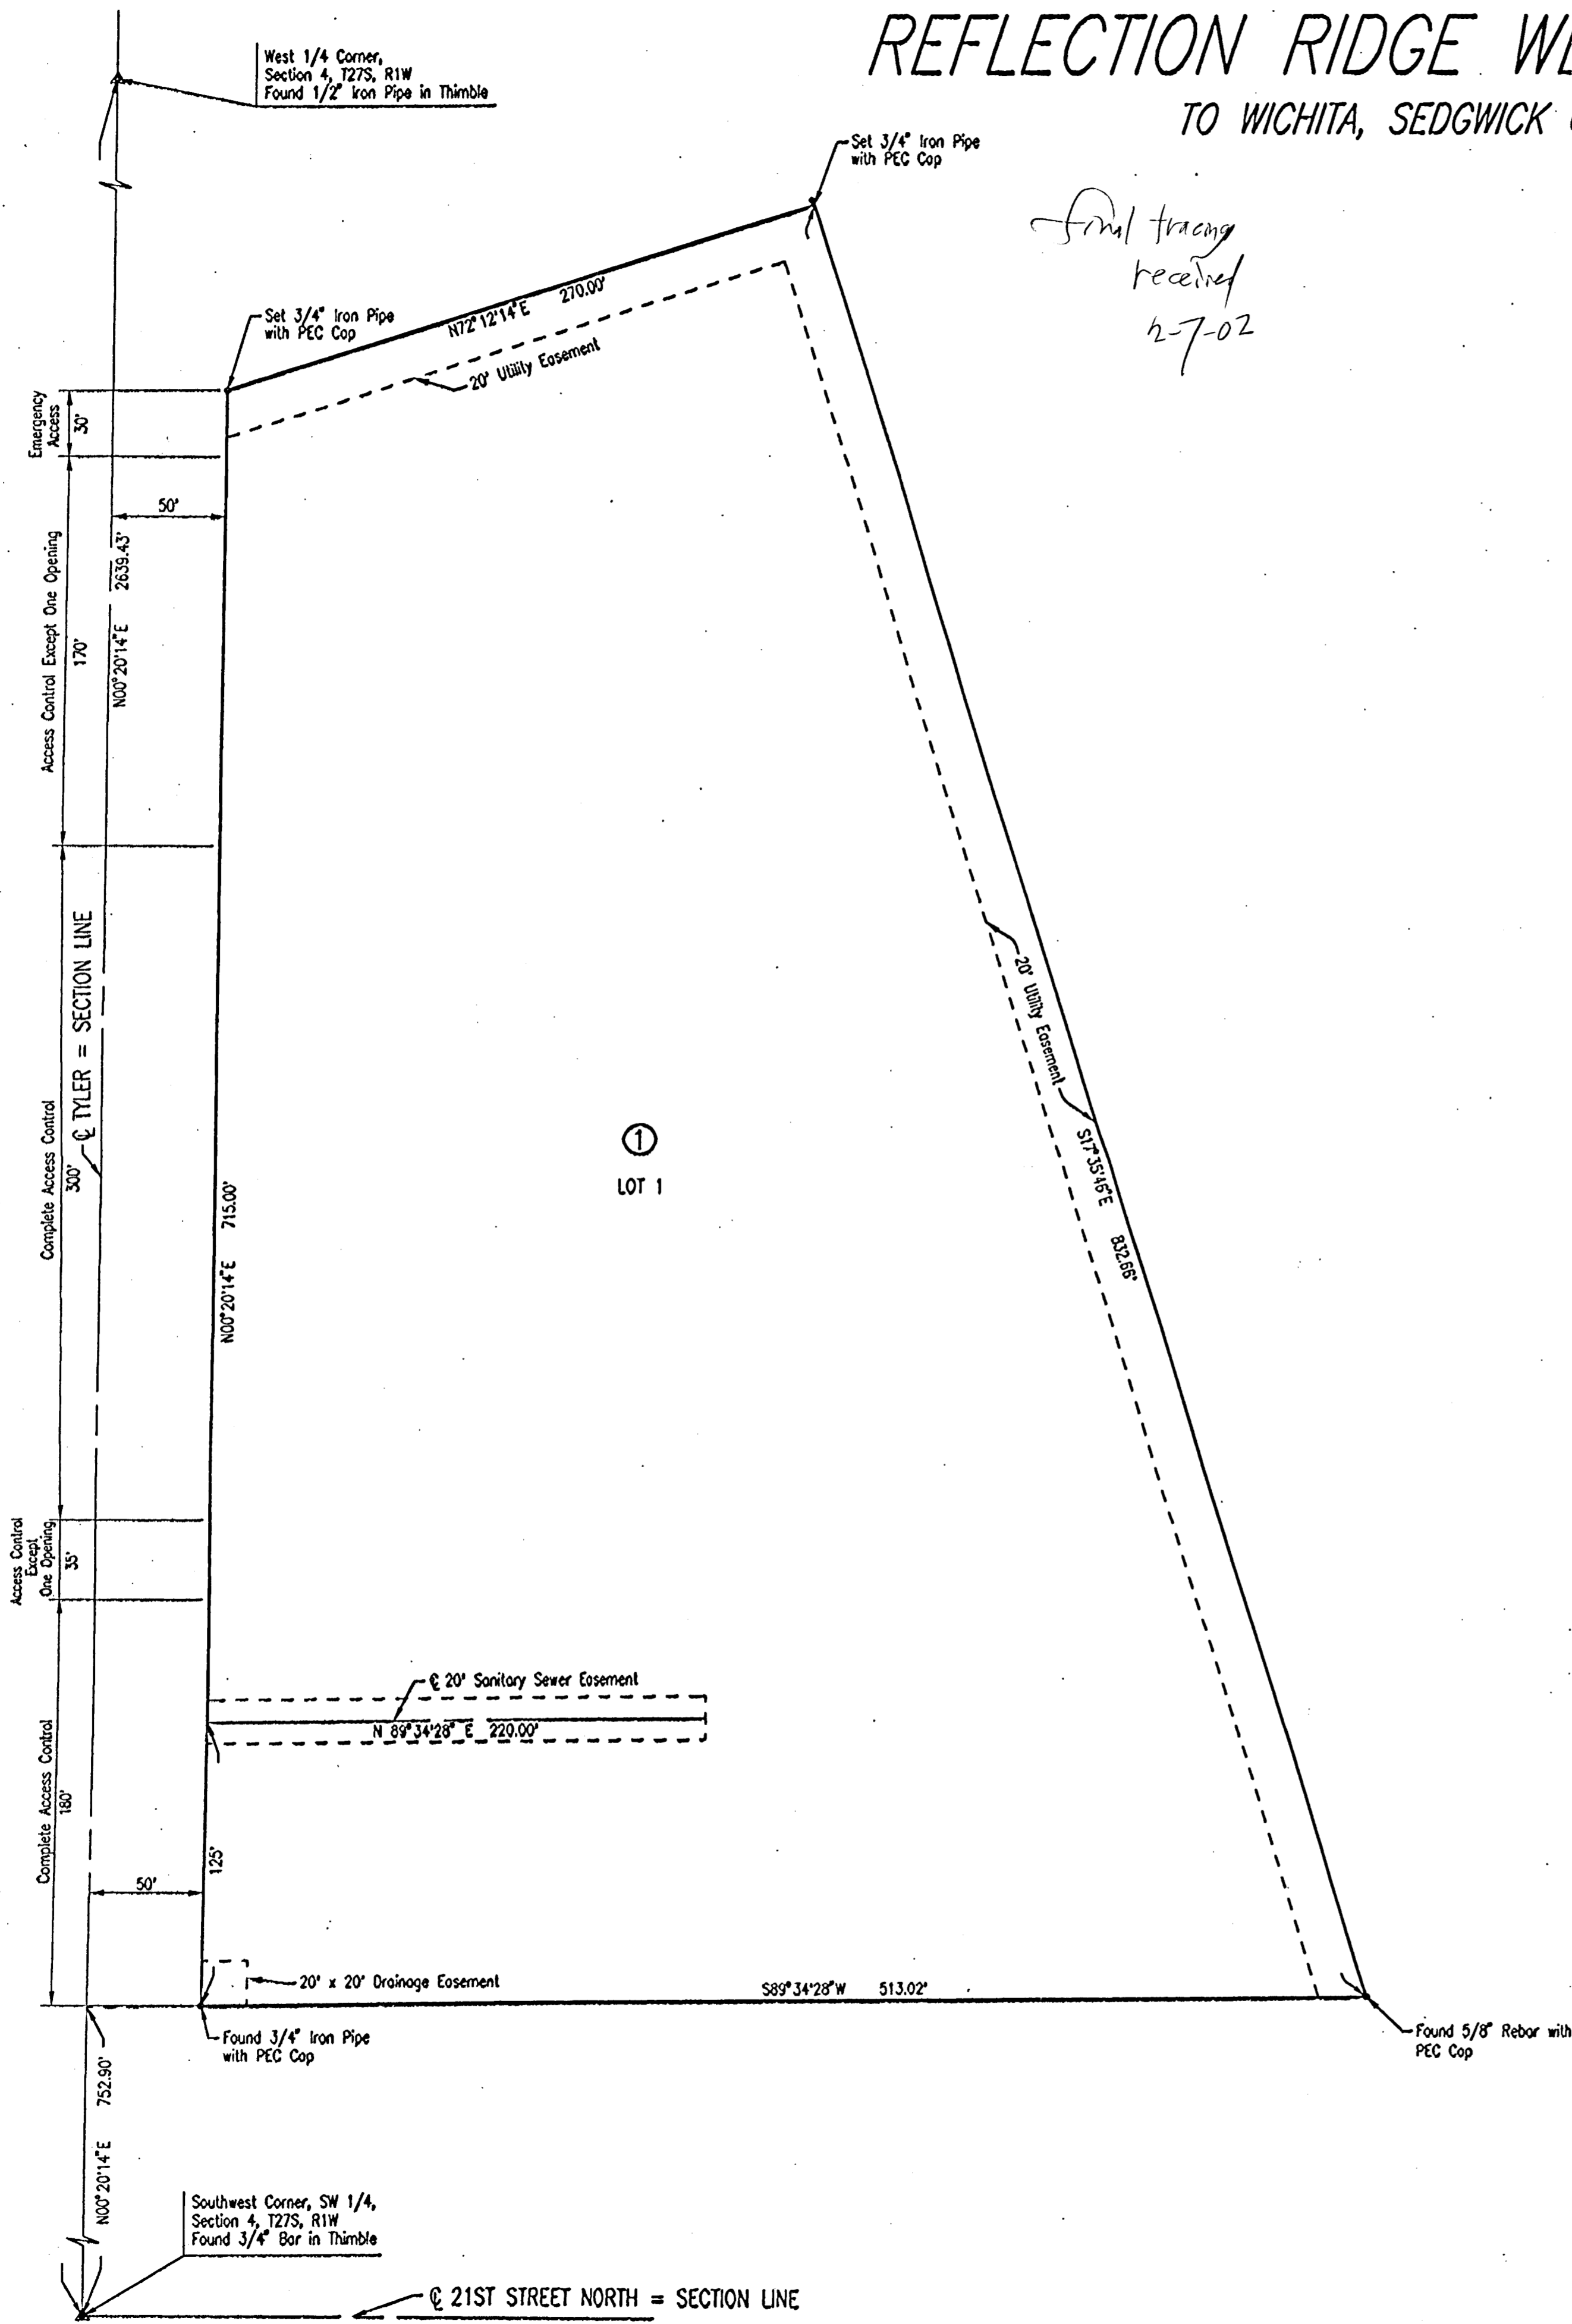 REFLECTION RIDGE
TO WICHITA, SEDGWICK
West 1/4 Corner,
Section 4, T27S, R1W
Found 1/2" Iron Pipe in Thimble
Set 3/4" Iron Pipe
with PEC Cap
final tracing
received
2-7-02
Set 3/4" Iron Pipe
with PEC Cap
N72°12'14"E 270.00'
20' Utility Easement
Emergency
Access
30'
50'
Access Control Except One Opening
170'
N00°20'14"E 2639.43'
℄ TYLER = SECTION LINE
20' Utility Easement
S17°35'46"E 832.66'
1
LOT 1
Complete Access Control
300'
N00°20'14"E 715.00'
Access Control
Except
One Opening
35'
℄ 20' Sanitary Sewer Easement
N 89°34'28" E 220.00'
Complete Access Control
180'
125'
50'
20' x 20' Drainage Easement
S89°34'28"W 513.02'
Found 3/4" Iron Pipe
with PEC Cap
Found 5/8" Rebar with
PEC Cap
N00°20'14"E 752.90'
Southwest Corner, SW 1/4,
Section 4, T27S, R1W
Found 3/4" Bar in Thimble
℄ 21ST STREET NORTH = SECTION LINE